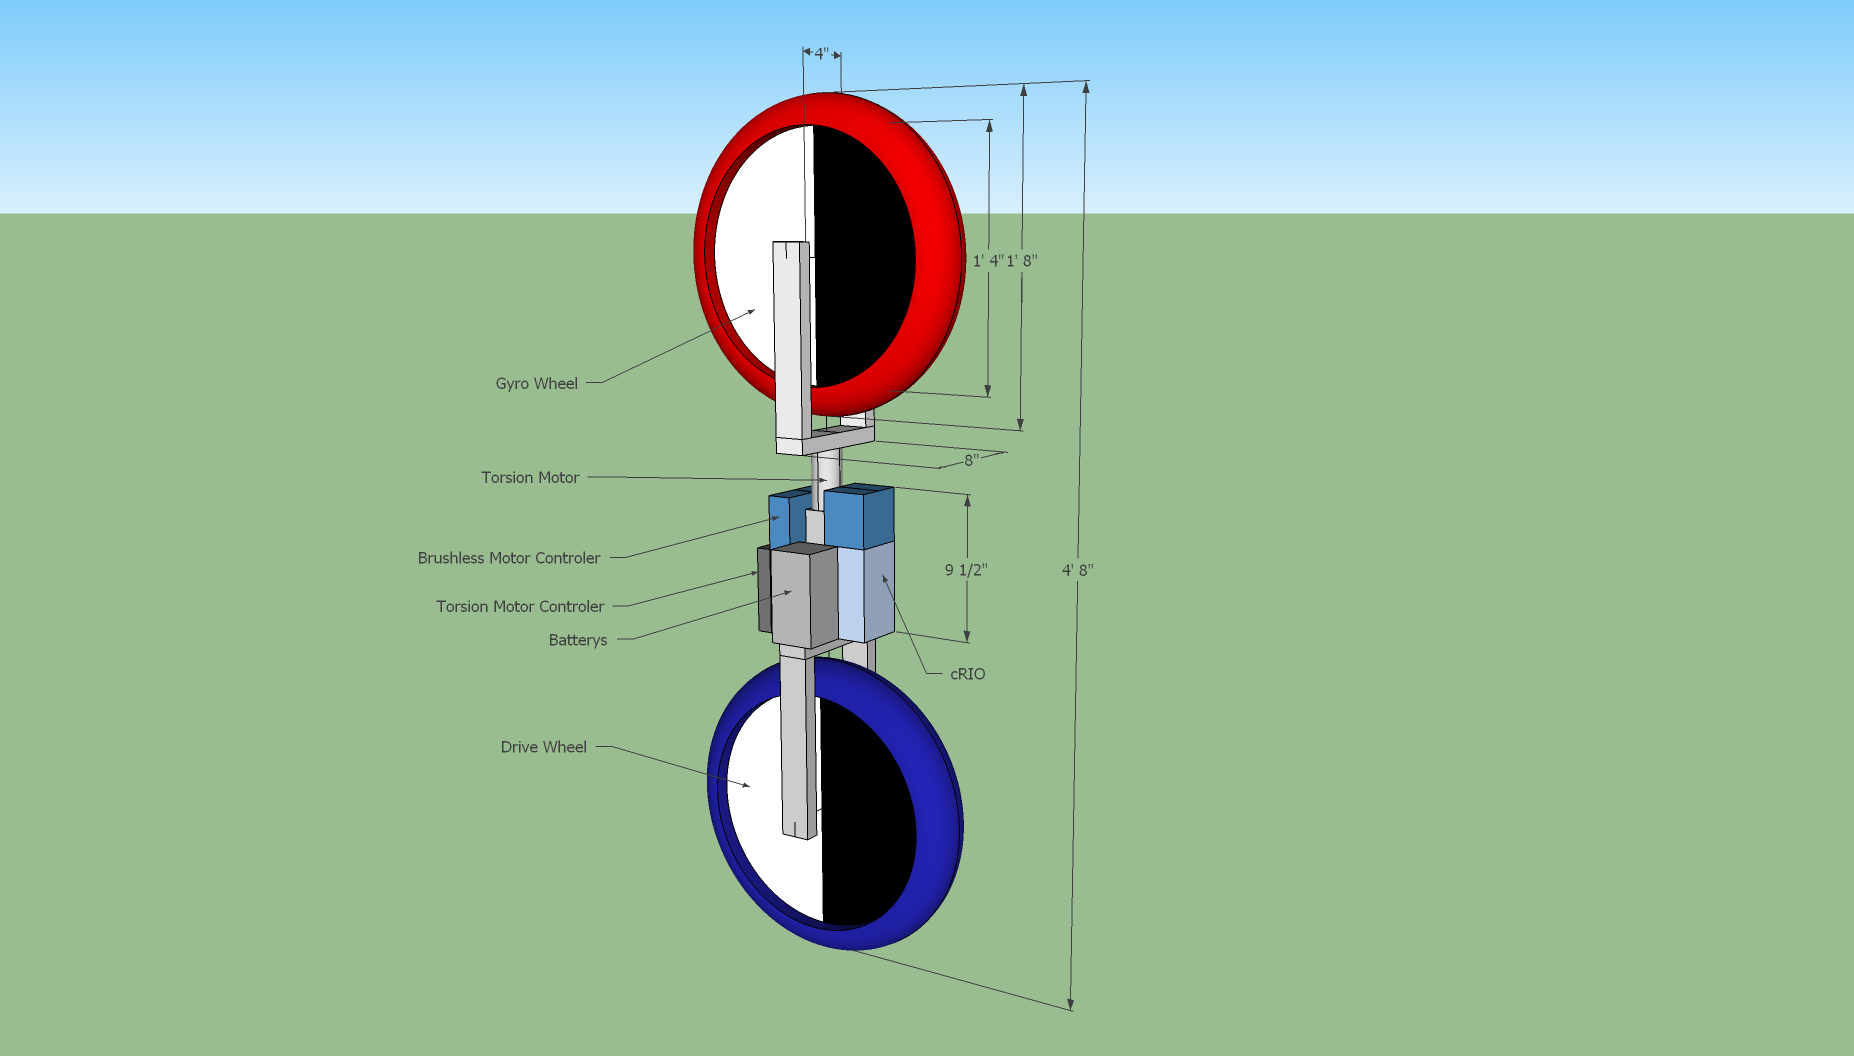 4"
1' 4"
1' 8"
Gyro Wheel
8"
Torsion Motor
Brushless Motor Controler
9 1/2"
4' 8"
Torsion Motor Controler
Batterys
cRIO
Drive Wheel